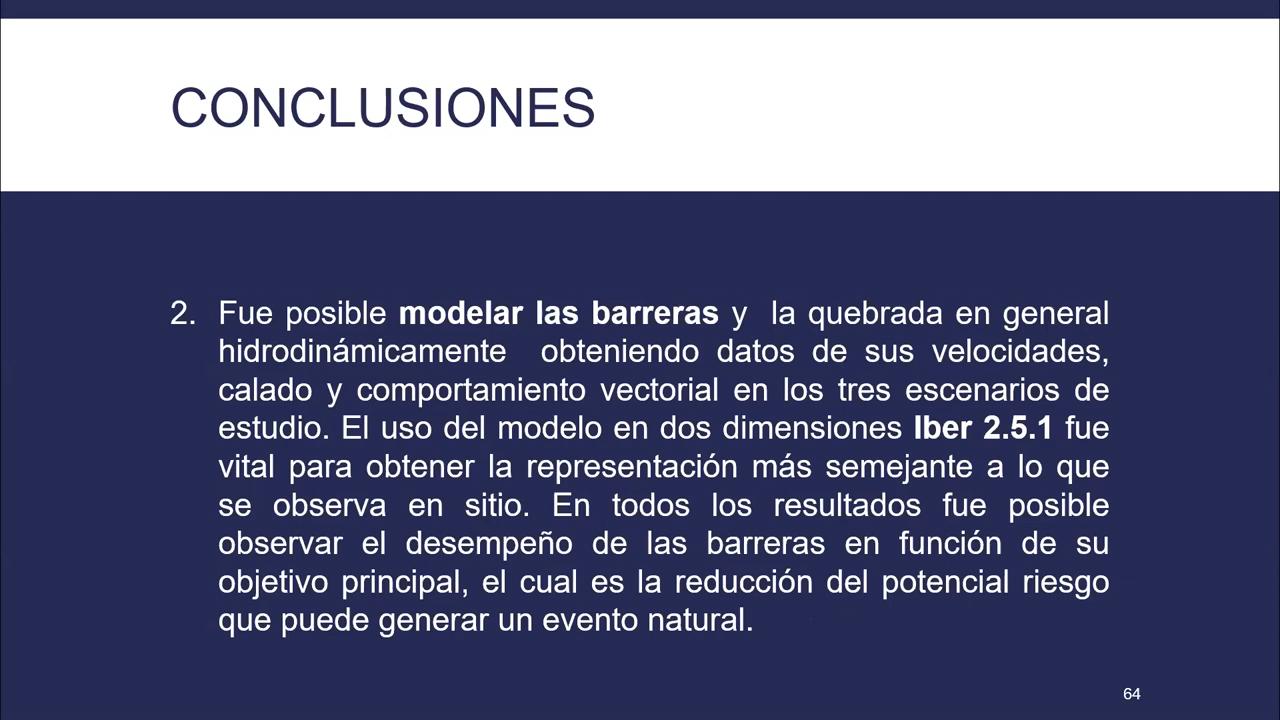 CONCLUSIONES
2. Fue posible modelar las barreras y la quebrada en general
hidrodinámicamente obteniendo datos de sus velocidades,
calado y comportamiento vectorial en los tres escenarios de
estudio. El uso del modelo en dos dimensiones Iber 2.5.1 fue
vital para obtener la representación más semejante a lo que
se observa en sitio. En todos los resultados fue posible
observar el desempeño de las barreras en función de su
objetivo principal, el cual es la reducción del potencial riesgo
que puede generar un evento natural.
64